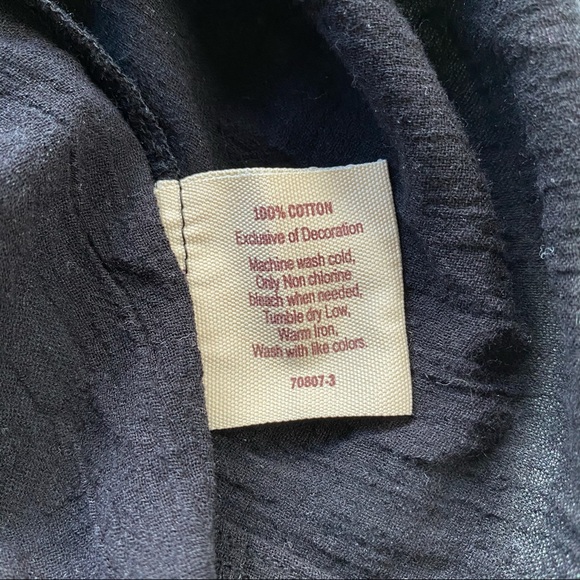 100% COTTON
Exclusive of Decoration
Machine wash cold,
Only Non chlorine
bleach when needed,
Tumble dry Low,
Warm Iron,
Wash with like colors.
70807-3